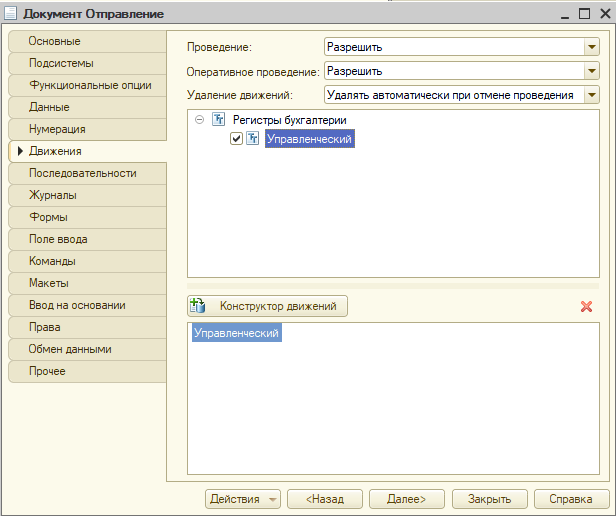 Документ Отправление
Основные
Подсистемы
Функциональные опции
Данные
Нумерация
Движения
Последовательности
Журналы
Формы
Поле ввода
Команды
Макеты
Ввод на основании
Права
Обмен данными
Прочее
Проведение: Разрешить
Оперативное проведение: Разрешить
Удаление движений: Удалять автоматически при отмене проведения
Регистры бухгалтерии
Управленческий
Конструктор движений
Управленческий
Действия <Назад Далее> Закрыть Справка